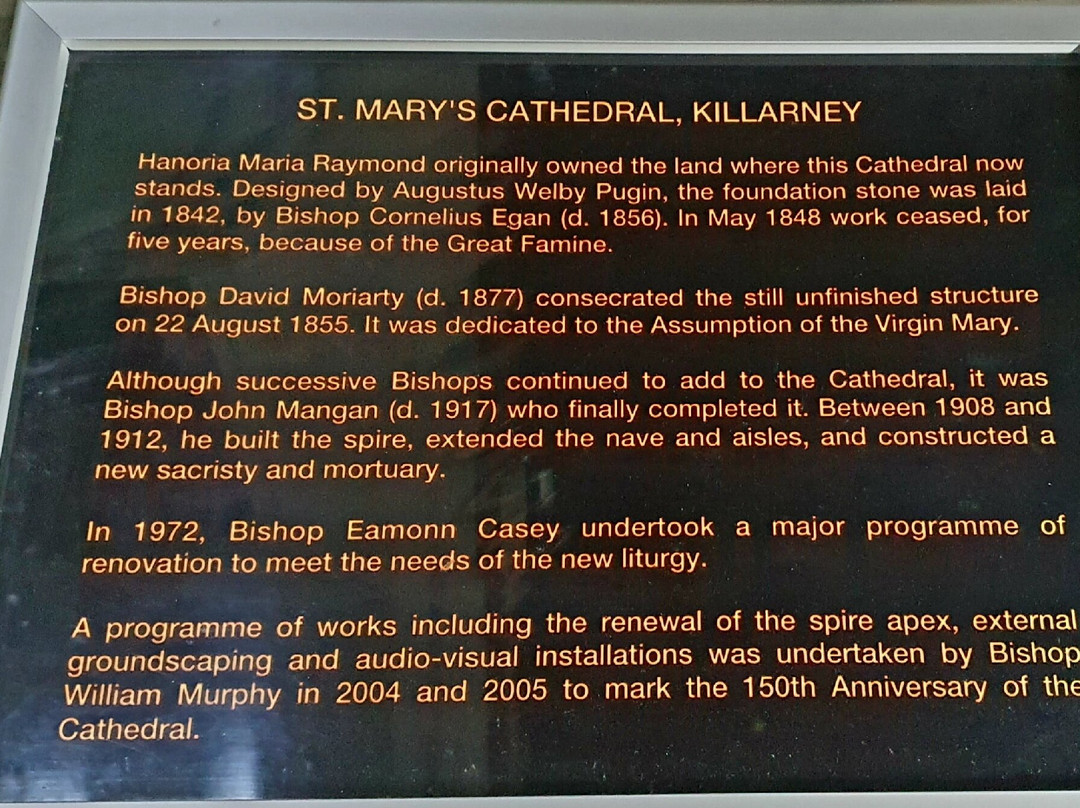 ST. MARY'S CATHEDRAL, KILLARNEY
Hanoria Maria Raymond originally owned the land where this Cathedral now
stands. Designed by Augustus Welby Pugin, the foundation stone was laid
in 1842, by Bishop Cornelius Egan (d. 1856). In May 1848 work ceased, for
five years, because of the Great Famine.
Bishop David Moriarty (d. 1877) consecrated the still unfinished structure
on 22 August 1855. It was dedicated to the Assumption of the Virgin Mary.
Although successive Bishops continued to add to the Cathedral, it was
Bishop John Mangan (d. 1917) who finally completed it. Between 1908 and
1912, he built the spire, extended the nave and aisles, and constructed a
new sacristy and mortuary.
In 1972, Bishop Eamonn Casey undertook a major programme of
renovation to meet the needs of the new liturgy.
A programme of works including the renewal of the spire apex, external
groundscaping and audio-visual installations was undertaken by Bishop
William Murphy in 2004 and 2005 to mark the 150th Anniversary of the
Cathedral.